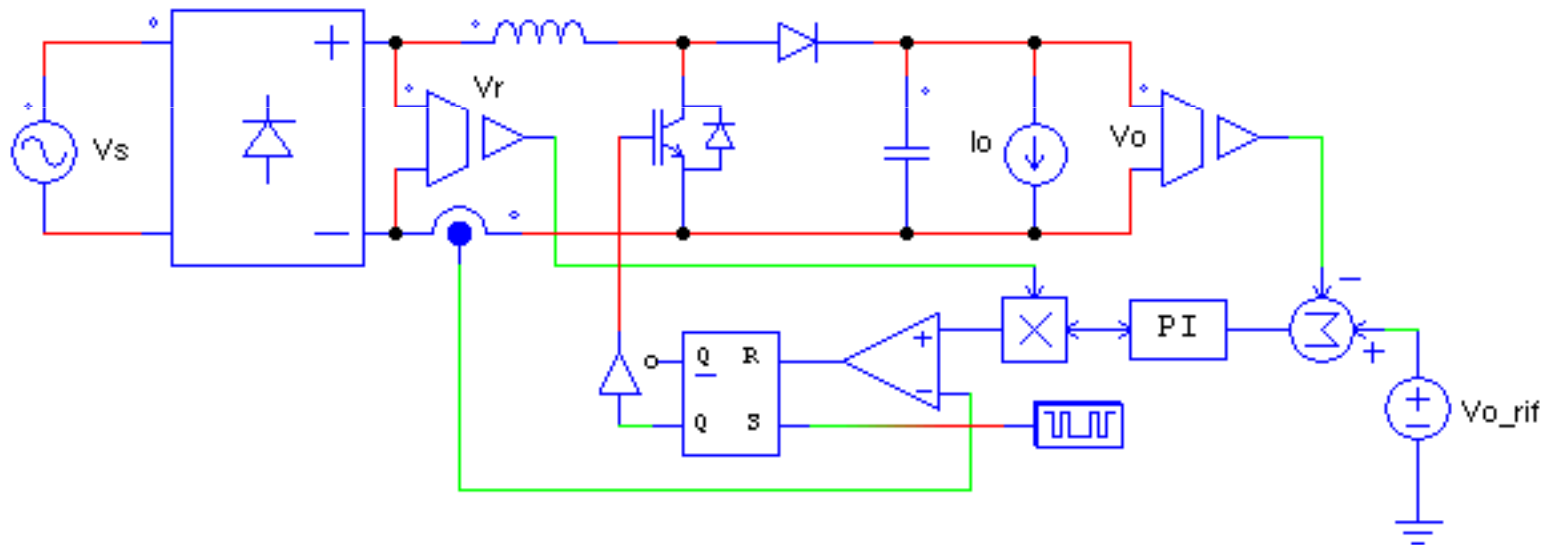 Vs
Vr
Io
Vo
PI
Q R
Q S
Vo_rif